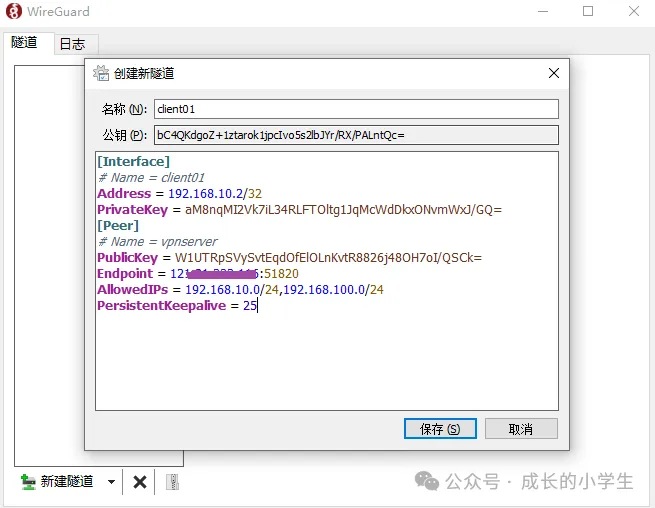 WireGuard
隧道 日志
创建新隧道
名称 (N): client01
公钥 (P): bC4QKdgoZ+1ztarok1jpcIvo5s2lbJYr/RX/PALntQc=
[Interface]
# Name = client01
Address = 192.168.10.2/32
PrivateKey = aM8nqMI2Vk7iL34RLFTOltg1JqMcWdDkxONvmWxJ/GQ=
[Peer]
# Name = vpnserver
PublicKey = W1UTRpSVySvtEqdOfElOLnKvtR8826j48OH7oI/QSCk=
Endpoint = :51820
AllowedIPs = 192.168.10.0/24,192.168.100.0/24
PersistentKeepalive = 25
保存 (S) 取消
新建隧道
公众号 · 成长的小学生